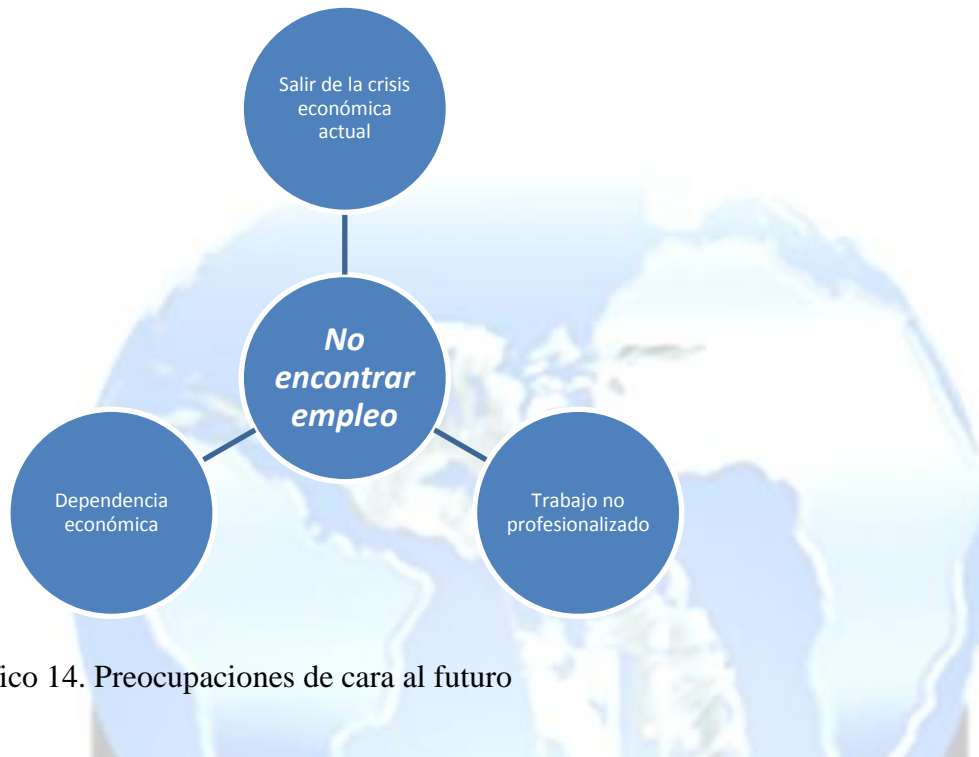 Salir de la crisis
económica
actual
No
encontrar
empleo
Dependencia
económica
Trabajo no
profesionalizado
ico 14. Preocupaciones de cara al futuro